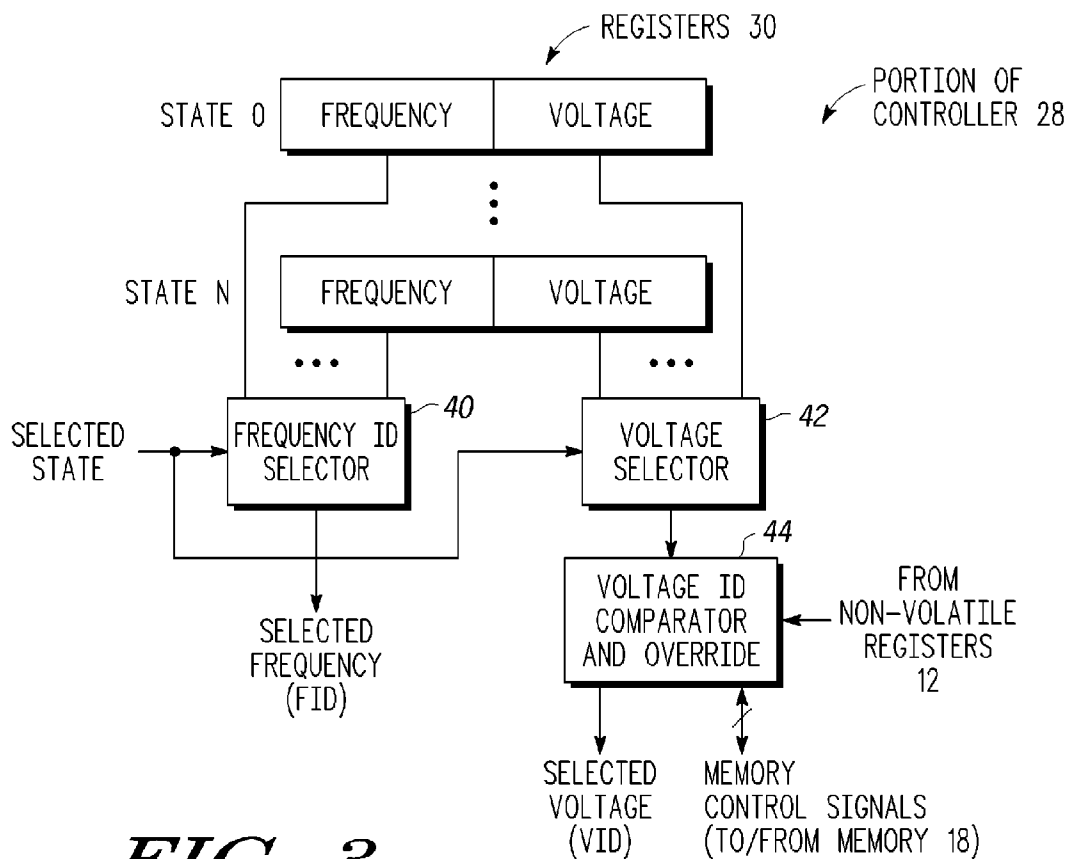 REGISTERS 30
PORTION OF
CONTROLLER 28
STATE 0
FREQUENCY
VOLTAGE
STATE N
FREQUENCY
VOLTAGE
SELECTED
STATE
FREQUENCY ID
SELECTOR
40
VOLTAGE
SELECTOR
42
44
VOLTAGE ID
COMPARATOR
AND OVERRIDE
FROM
NON-VOLATILE
REGISTERS
12
SELECTED
FREQUENCY
(FID)
SELECTED
VOLTAGE
(VID)
MEMORY
CONTROL SIGNALS
(TO/FROM MEMORY 18)
FIG. 3